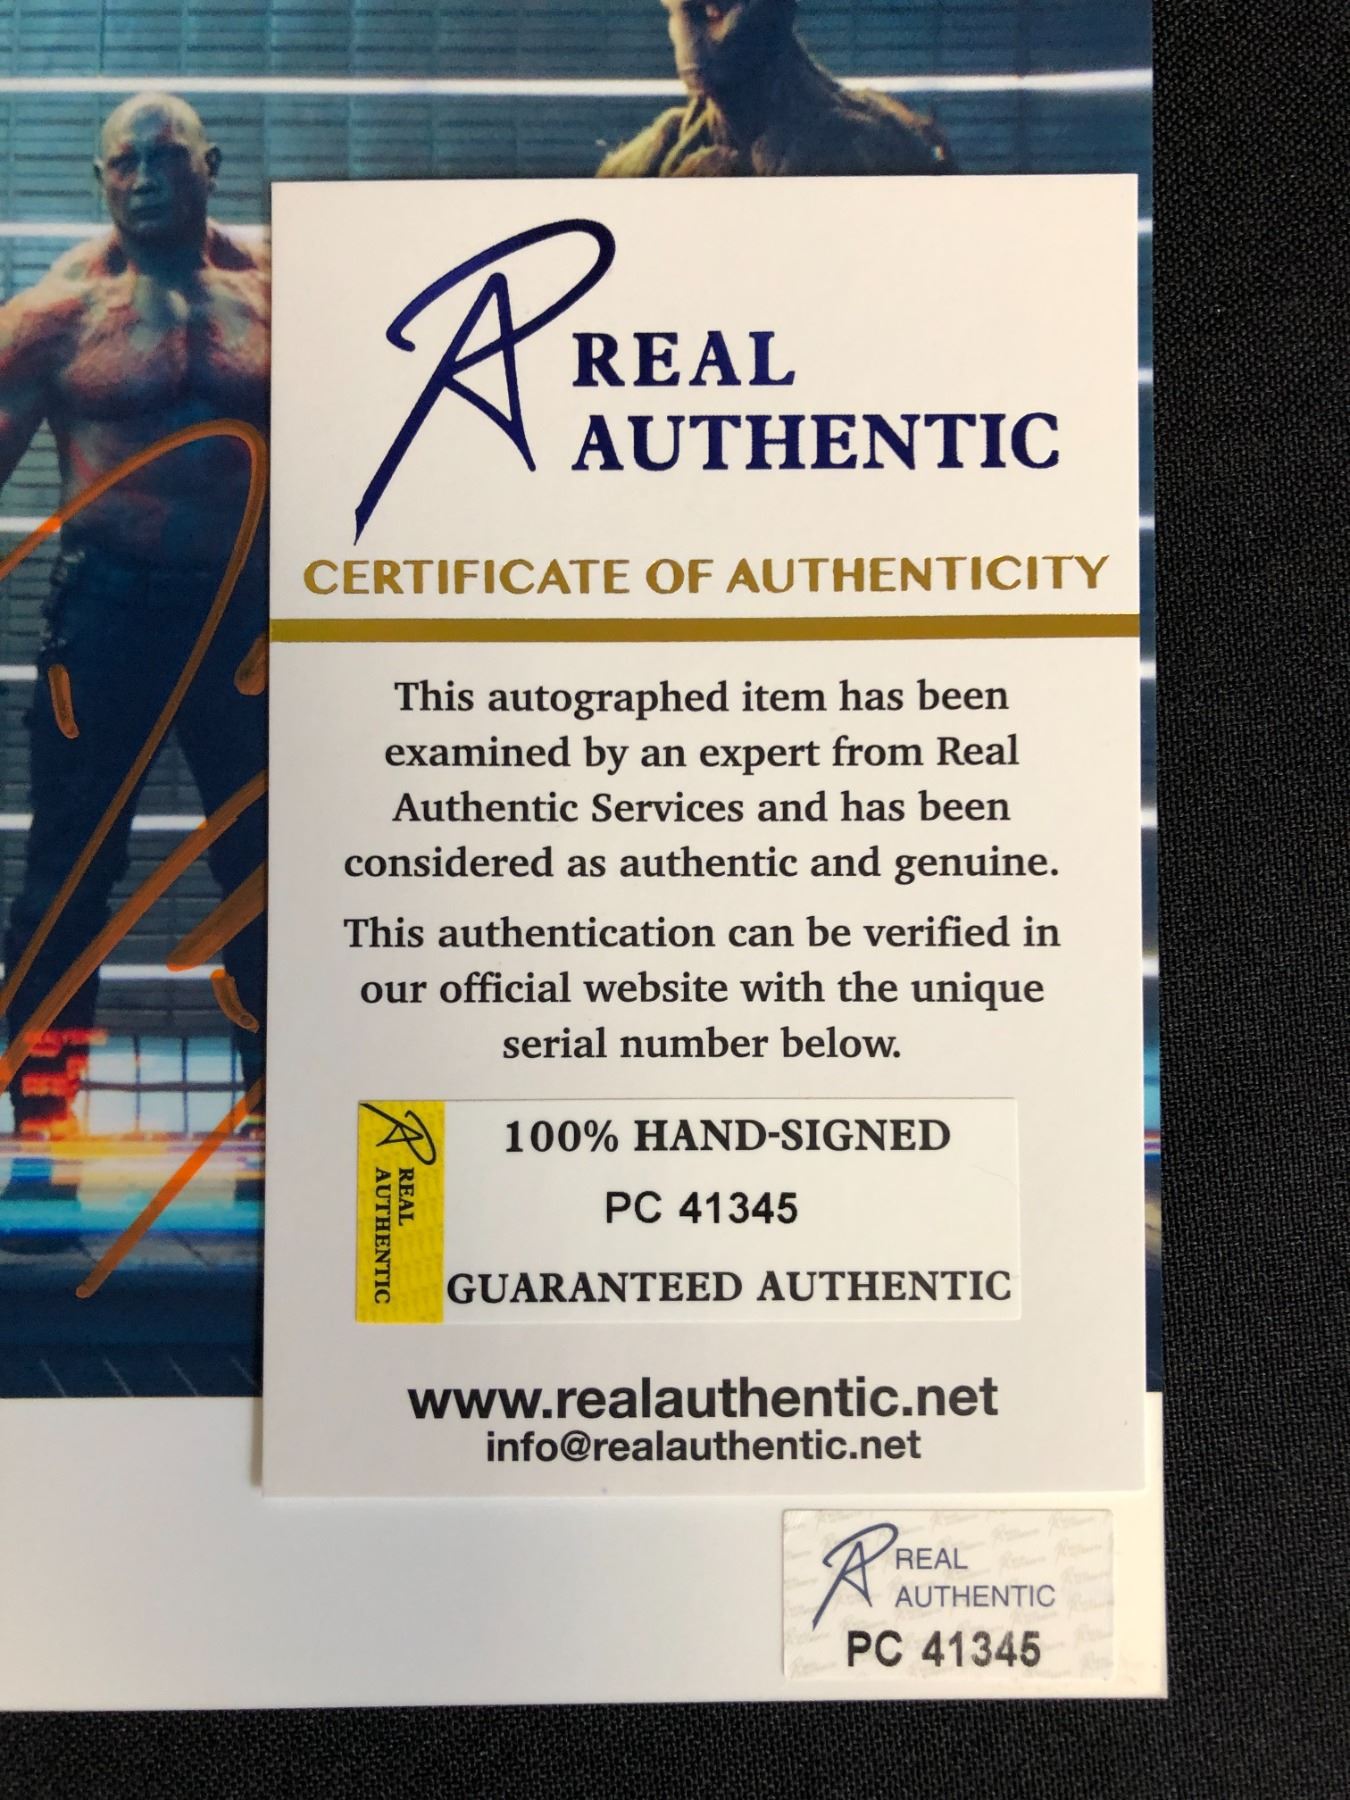 REAL
AUTHENTIC
CERTIFICATE OF AUTHENTICITY
This autographed item has been
examined by an expert from Real
Authentic Services and has been
considered as authentic and genuine.
This authentication can be verified in
our official website with the unique
serial number below.
REAL
AUTHENTIC
100% HAND-SIGNED
PC 41345
GUARANTEED AUTHENTIC
www.realauthentic.net
info@realauthentic.net
REAL
AUTHENTIC
PC 41345